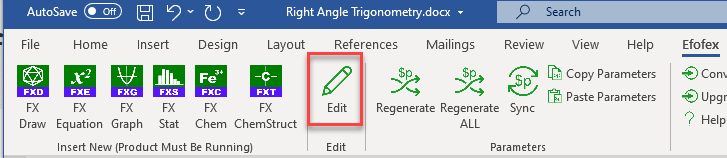 AutoSave Off Right Angle Trigonometry.docx Search
File Home Insert Design Layout References Mailings Review View Efofex
FXD FXE FXG FXS FXC FXT
x² Fe³⁺ -C- $p $p $p
FX Draw
FX Equation
FX Graph
FX Stat
FX Chem
FX ChemStruct
Insert New (Product Must Be Running)
Edit
Edit
Regenerate
Regenerate ALL
Sync
Copy Parameters
Paste Parameters
Parameters
Conv
Upgr
Help